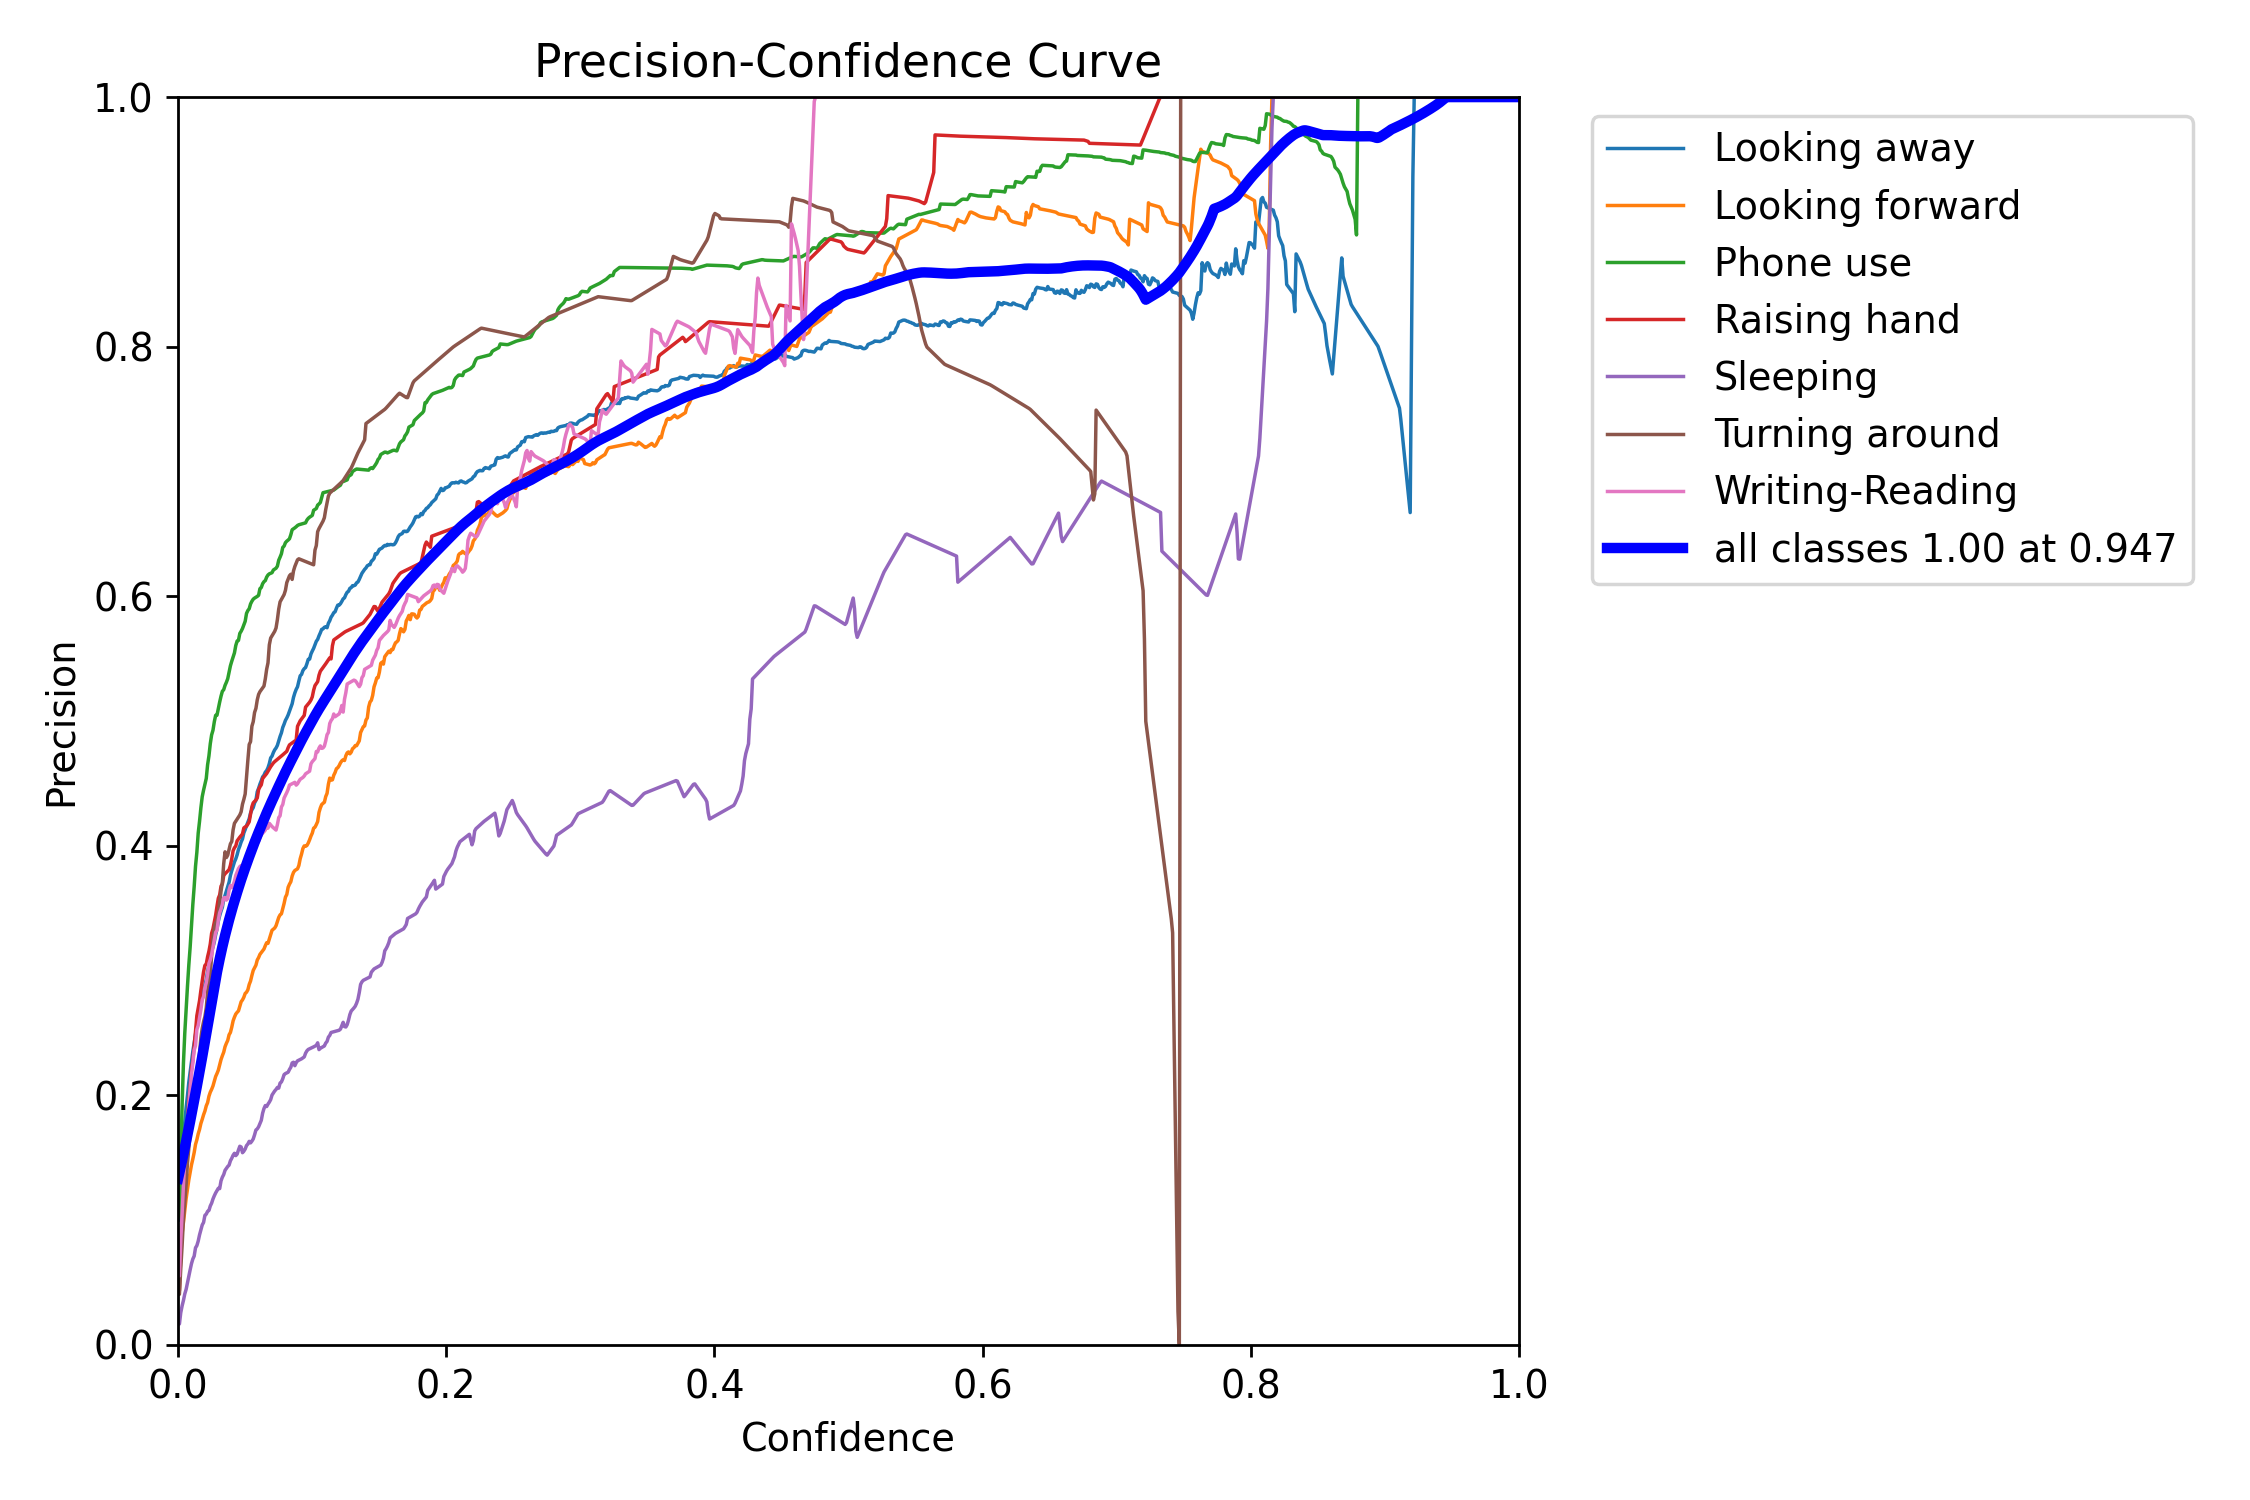 Precision-Confidence Curve
1.0
0.8
0.6
0.4
0.2
0.0
Precision
0.0 0.2 0.4 0.6 0.8 1.0
Confidence
Looking away
Looking forward
Phone use
Raising hand
Sleeping
Turning around
Writing-Reading
all classes 1.00 at 0.947